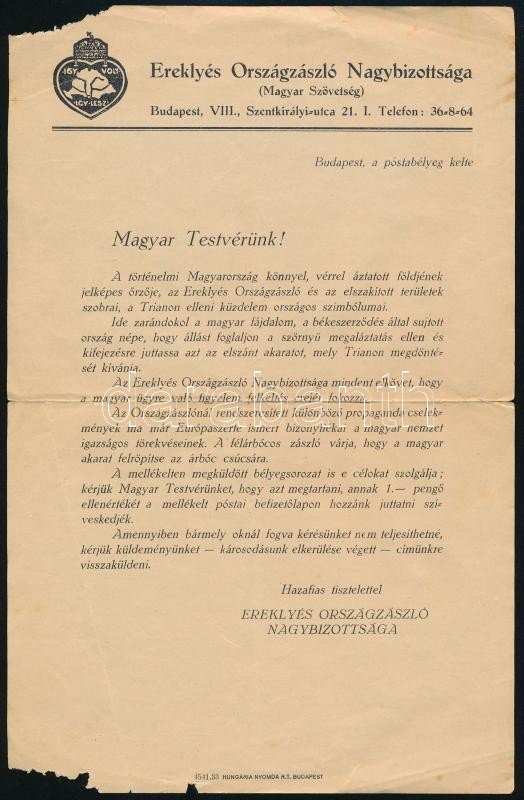 IGY VOLT
IGY LESZ!
Ereklyés Országzászló Nagybizottsága
(Magyar Szövetség)
Budapest, VIII., Szentkirályi-utca 21. I. Telefon: 36-8-64
Budapest, a póstabélyeg kelte
Magyar Testvérünk!
A történelmi Magyarország könnyel, vérrel áztatott földjének
jelképes őrzője, az Ereklyés Országzászló és az elszakított területek
szobrai, a Trianon elleni küzdelem országos szimbólumai.
Ide zarándokol a magyar fájdalom, a békeszerződés által sujtott
ország népe, hogy állást foglaljon a szörnyű megaláztatás ellen és
kifejezésre juttassa azt az elszánt akaratot, mely Trianon megdönté-
sét kívánja.
Az Ereklyés Országzászló Nagybizottsága mindent elkövet, hogy
a magyar ügyre való figyelem felkeltés erejét fokozza.
Az Országzászlónál rendszeresített különböző propaganda cselek-
mények ma már Európaszerte ismert bizonyítékai a magyar nemzet
igazságos törekvéseinek. A félárbócos zászló várja, hogy a magyar
akarat felröpítse az árbóc csúcsára.
A mellékelten megküldött bélyegsorozat is e célokat szolgálja;
kérjük Magyar Testvérünket, hogy azt megtartani, annak 1.— pengő
ellenértékét a mellékelt póstai befizetőlapon hozzánk juttatni szí-
veskedjék.
Amennyiben bármely oknál fogva kérésünket nem teljesíthetné,
kérjük küldeményünket — károsodásunk elkerülése végett — címünkre
visszaküldeni.
Hazafias tisztelettel
EREKLYÉS ORSZÁGZÁSZLÓ
NAGYBIZOTTSÁGA
4541.33 HUNGÁRIA NYOMDA R.T. BUDAPEST
darabanth